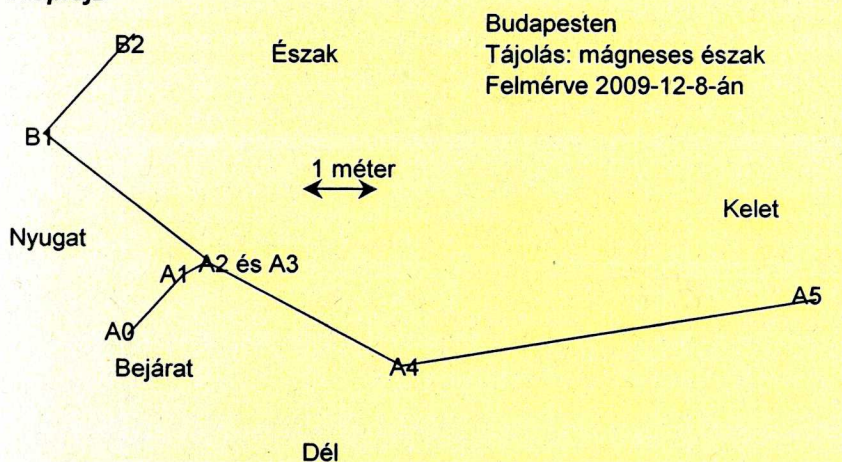 Budapesten
Tájolás: mágneses észak
Felmérve 2009-12-8-án
B2
Észak
B1
1 méter
Kelet
Nyugat
A1
A2 és A3
A5
A0
Bejárat
A4
Dél